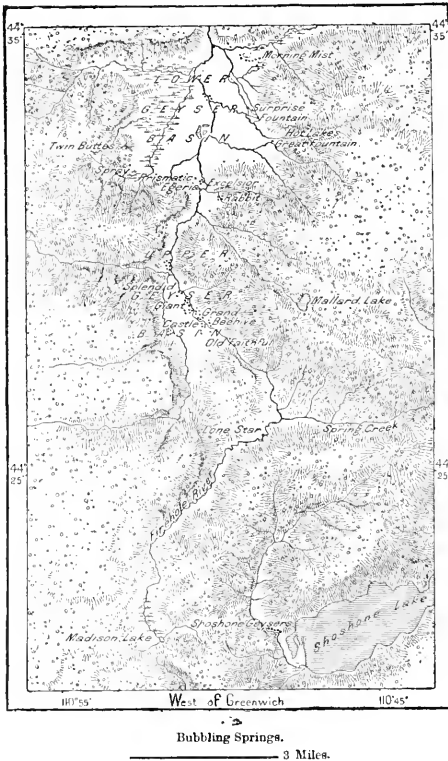 44° 35'
44° 35'
Morning Mist
LOWER
GEYSER
Surprise
Fountain
BASIN
Hot Lakes
Great Fountain
Twin Buttes
Spray
Prismatic
Excelsior
Rabbit
UPPER
Splendid
GEYSER
Mallard Lake
Giant
Grand
Castle
Beehive
BASIN
Old Faithful
Lone Star
Spring Creek
44° 25'
44° 25'
Firehole River
Shoshone Geysers
Shoshone Lake
Madison Lake
110°55'
West of Greenwich
110°45'
Bubbling Springs.
3 Miles.